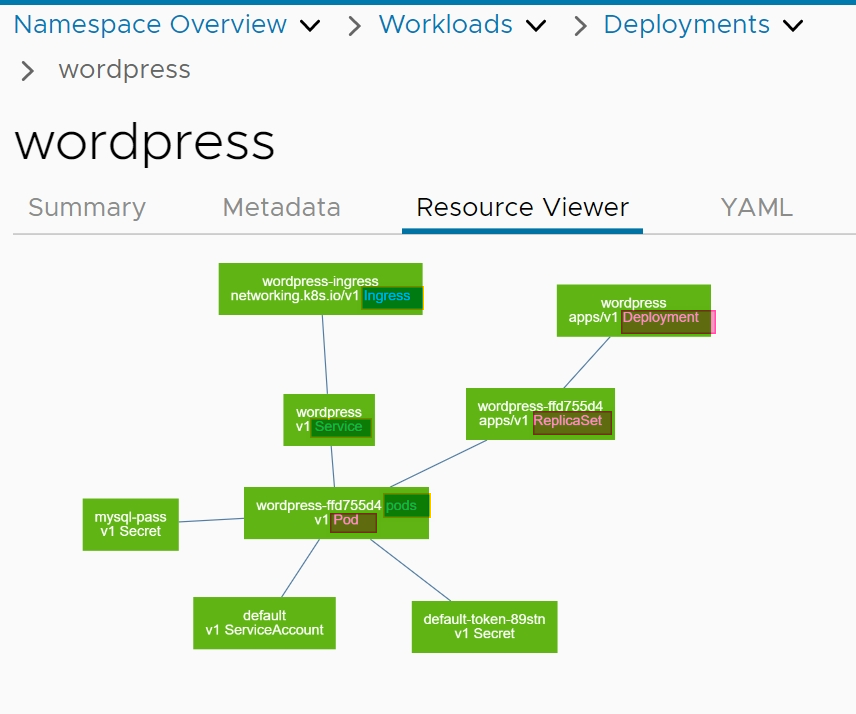 Namespace Overview > Workloads > Deployments
> wordpress
wordpress
Summary Metadata Resource Viewer YAML
wordpress-ingress
networking.k8s.io/v1 Ingress
wordpress
apps/v1 Deployment
wordpress
v1 Service
wordpress-ffd755d4
apps/v1 ReplicaSet
mysql-pass
v1 Secret
wordpress-ffd755d4 pods
v1 Pod
default
v1 ServiceAccount
default-token-89stn
v1 Secret